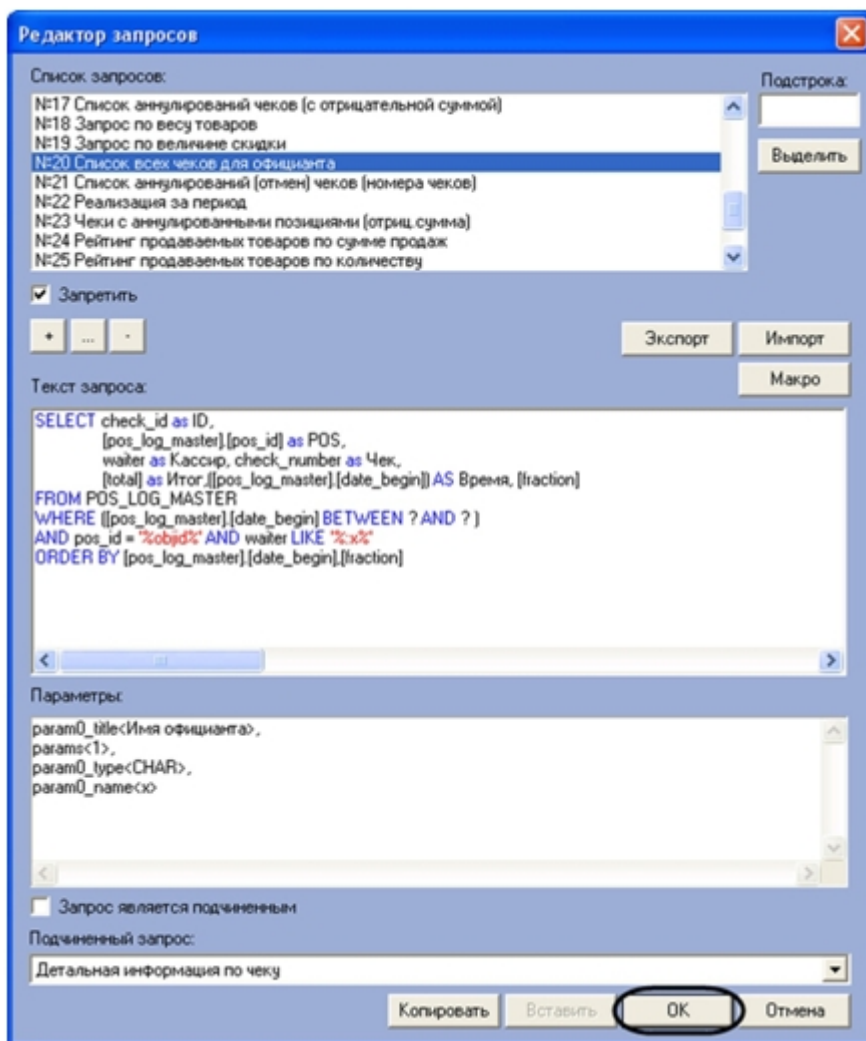 Редактор запросов
Список запросов:
Подстрока:
№17 Список аннулирований чеков (с отрицательной суммой)
№18 Запрос по весу товаров
№19 Запрос по величине скидки
Выделить
№20 Список всех чеков для официанта
№21 Список аннулирований (отмен) чеков (номера чеков)
№22 Реализация за период
№23 Чеки с аннулированными позициями (отриц.сумма)
№24 Рейтинг продаваемых товаров по сумме продаж
№25 Рейтинг продаваемых товаров по количеству
Запретить
+ ... - Экспорт Импорт
Макро
Текст запроса:
SELECT check_id as ID,
[pos_log_master].[pos_id] as POS,
waiter as Кассир, check_number as Чек,
[total] as Итог,([pos_log_master].[date_begin]) AS Время, [fraction]
FROM POS_LOG_MASTER
WHERE ([pos_log_master].[date_begin] BETWEEN ? AND ? )
AND pos_id = '%objid%' AND waiter LIKE '%:x%'
ORDER BY [pos_log_master].[date_begin],[fraction]
Параметры:
param0_title<Имя официанта>,
params<1>,
param0_type<CHAR>,
param0_name<x>
Запрос является подчиненным
Подчиненный запрос:
Детальная информация по чеку
Копировать Вставить OK Отмена